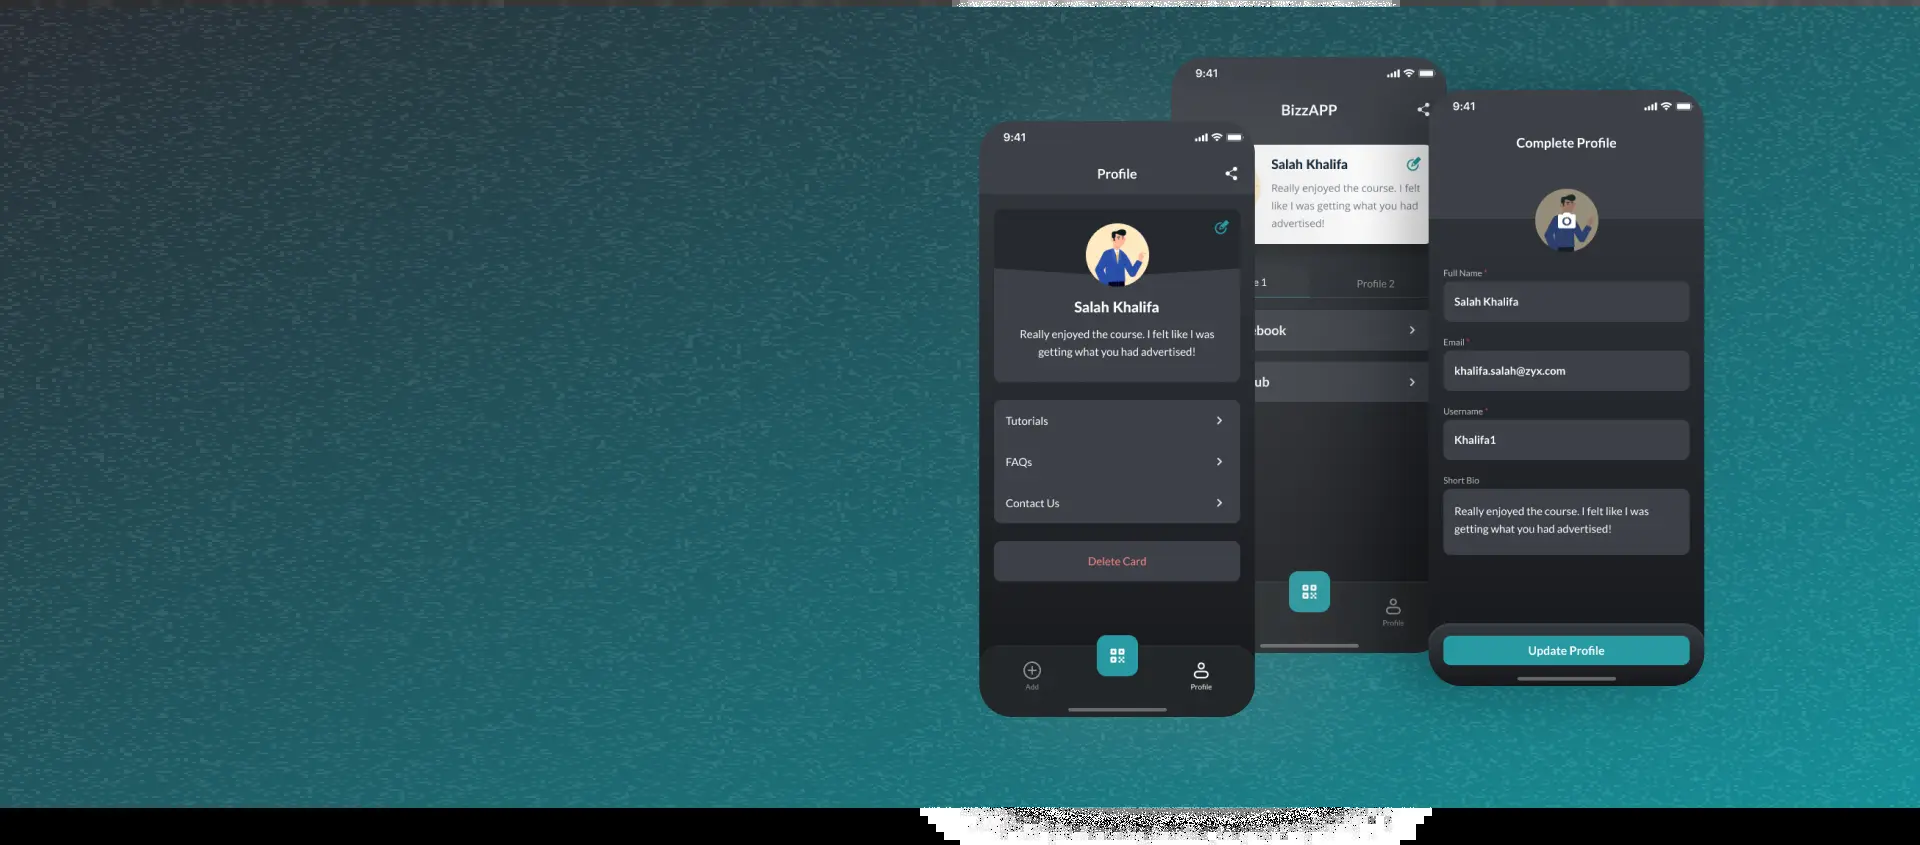 9:41
Profile
Salah Khalifa
Really enjoyed the course. I felt like I was
getting what you had advertised!
Tutorials
FAQs
Contact Us
Delete Card
Add
Profile
9:41
BizzAPP
Salah Khalifa
Really enjoyed the course. I felt
like I was getting what you had
advertised!
e 1
Profile 2
ebook
ub
Profile
9:41
Complete Profile
Full Name *
Salah Khalifa
Email *
khalifa.salah@zyx.com
Username *
Khalifa1
Short Bio
Really enjoyed the course. I felt like I was
getting what you had advertised!
Update Profile